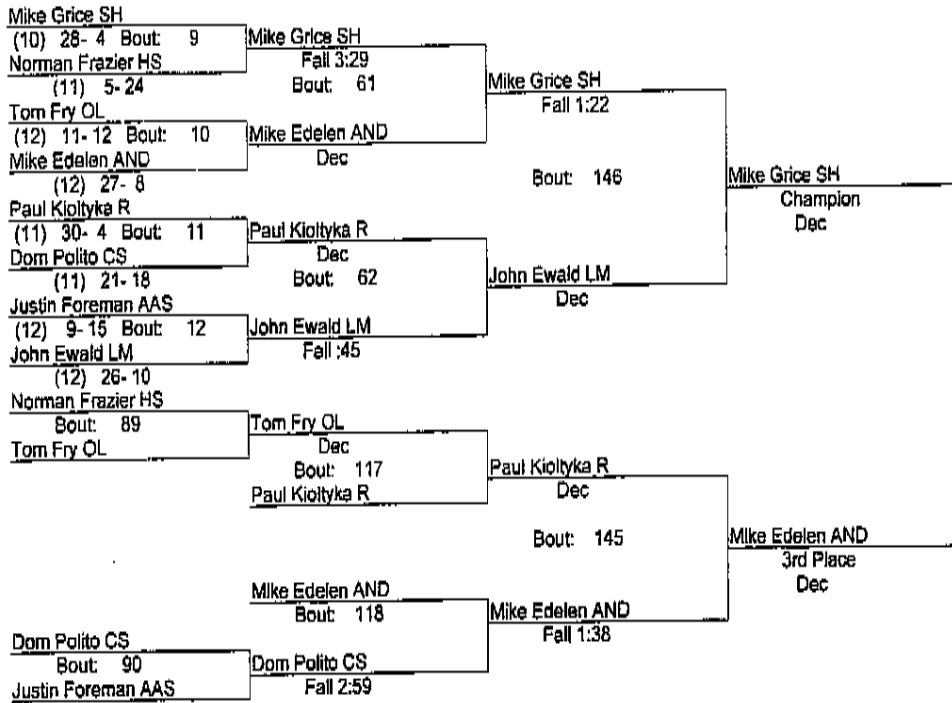 Mike Grice SH
(10) 28- 4 Bout: 9
Norman Frazier HS
(11) 5- 24
Tom Fry OL
(12) 11- 12 Bout: 10
Mike Edelen AND
(12) 27- 8
Paul Kioltyka R
(11) 30- 4 Bout: 11
Dom Polito CS
(11) 21- 18
Justin Foreman AAS
(12) 9- 15 Bout: 12
John Ewald LM
(12) 26- 10
Mike Grice SH
Fall 3:29
Bout: 61
Mike Edelen AND
Dec
Paul Kioltyka R
Dec
Bout: 62
John Ewald LM
Fall :45
Mike Grice SH
Fall 1:22
Bout: 146
John Ewald LM
Dec
Mike Grice SH
Champion
Dec
Norman Frazier HS
Bout: 89
Tom Fry OL
Tom Fry OL
Dec
Bout: 117
Paul Kioltyka R
Mike Edelen AND
Bout: 118
Dom Polito CS
Bout: 90
Justin Foreman AAS
Dom Polito CS
Fall 2:59
Paul Kioltyka R
Dec
Bout: 145
Mike Edelen AND
Fall 1:38
Mike Edelen AND
3rd Place
Dec